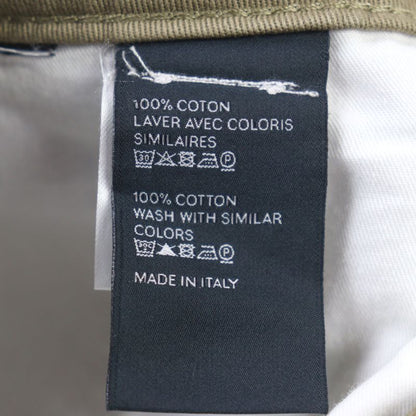 100% COTON
LAVER AVEC COLORIS
SIMILAIRES
100% COTTON
WASH WITH SIMILAR
COLORS
MADE IN ITALY